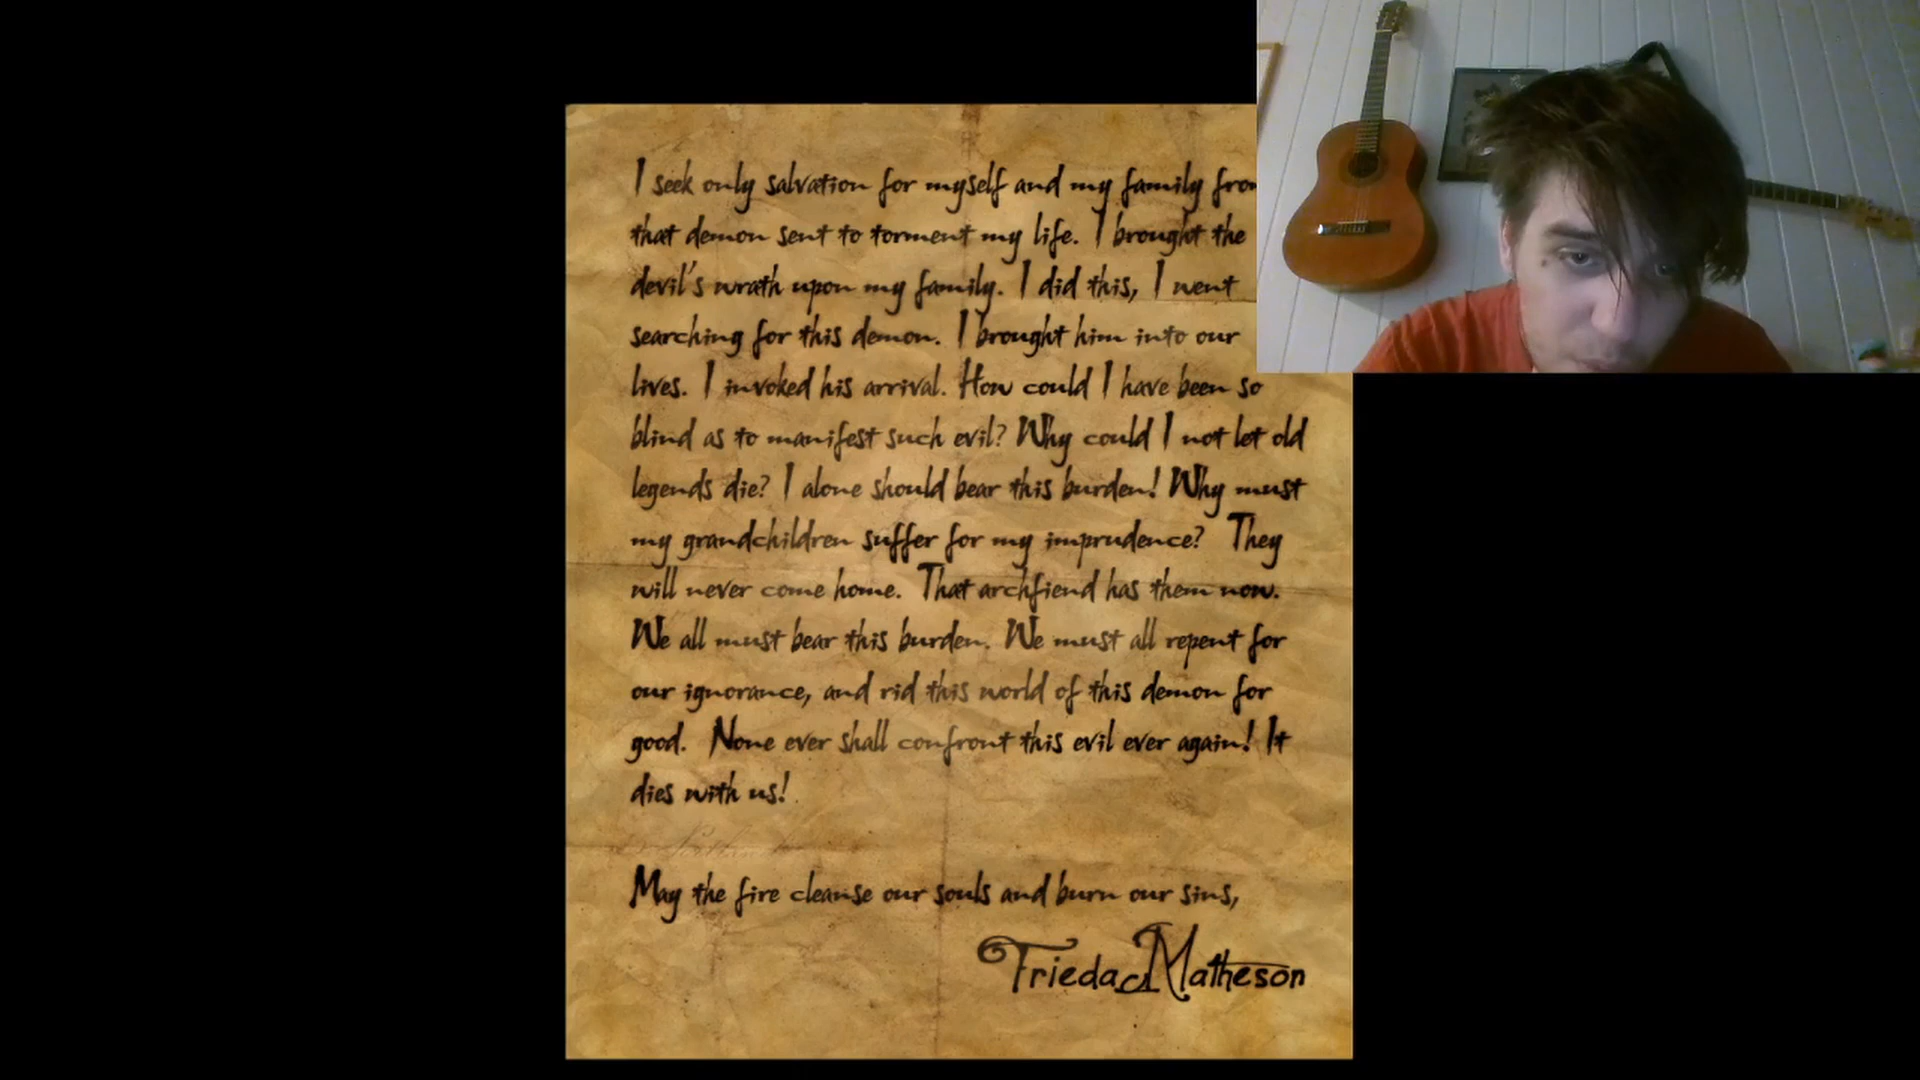 I seek only salvation for myself and my family from
that demon sent to torment my life. I brought the
devil's wrath upon my family. I did this, I went
searching for this demon. I brought him into our
lives. I invoked his arrival. How could I have been so
blind as to manifest such evil? Why could I not let old
legends die? I alone should bear this burden! Why must
my grandchildren suffer for my imprudence? They
will never come home. That archfiend has them now.
We all must bear this burden. We must all repent for
our ignorance, and rid this world of this demon for
good. None ever shall confront this evil ever again! It
dies with us!
May the fire cleanse our souls and burn our sins,
Frieda Matheson